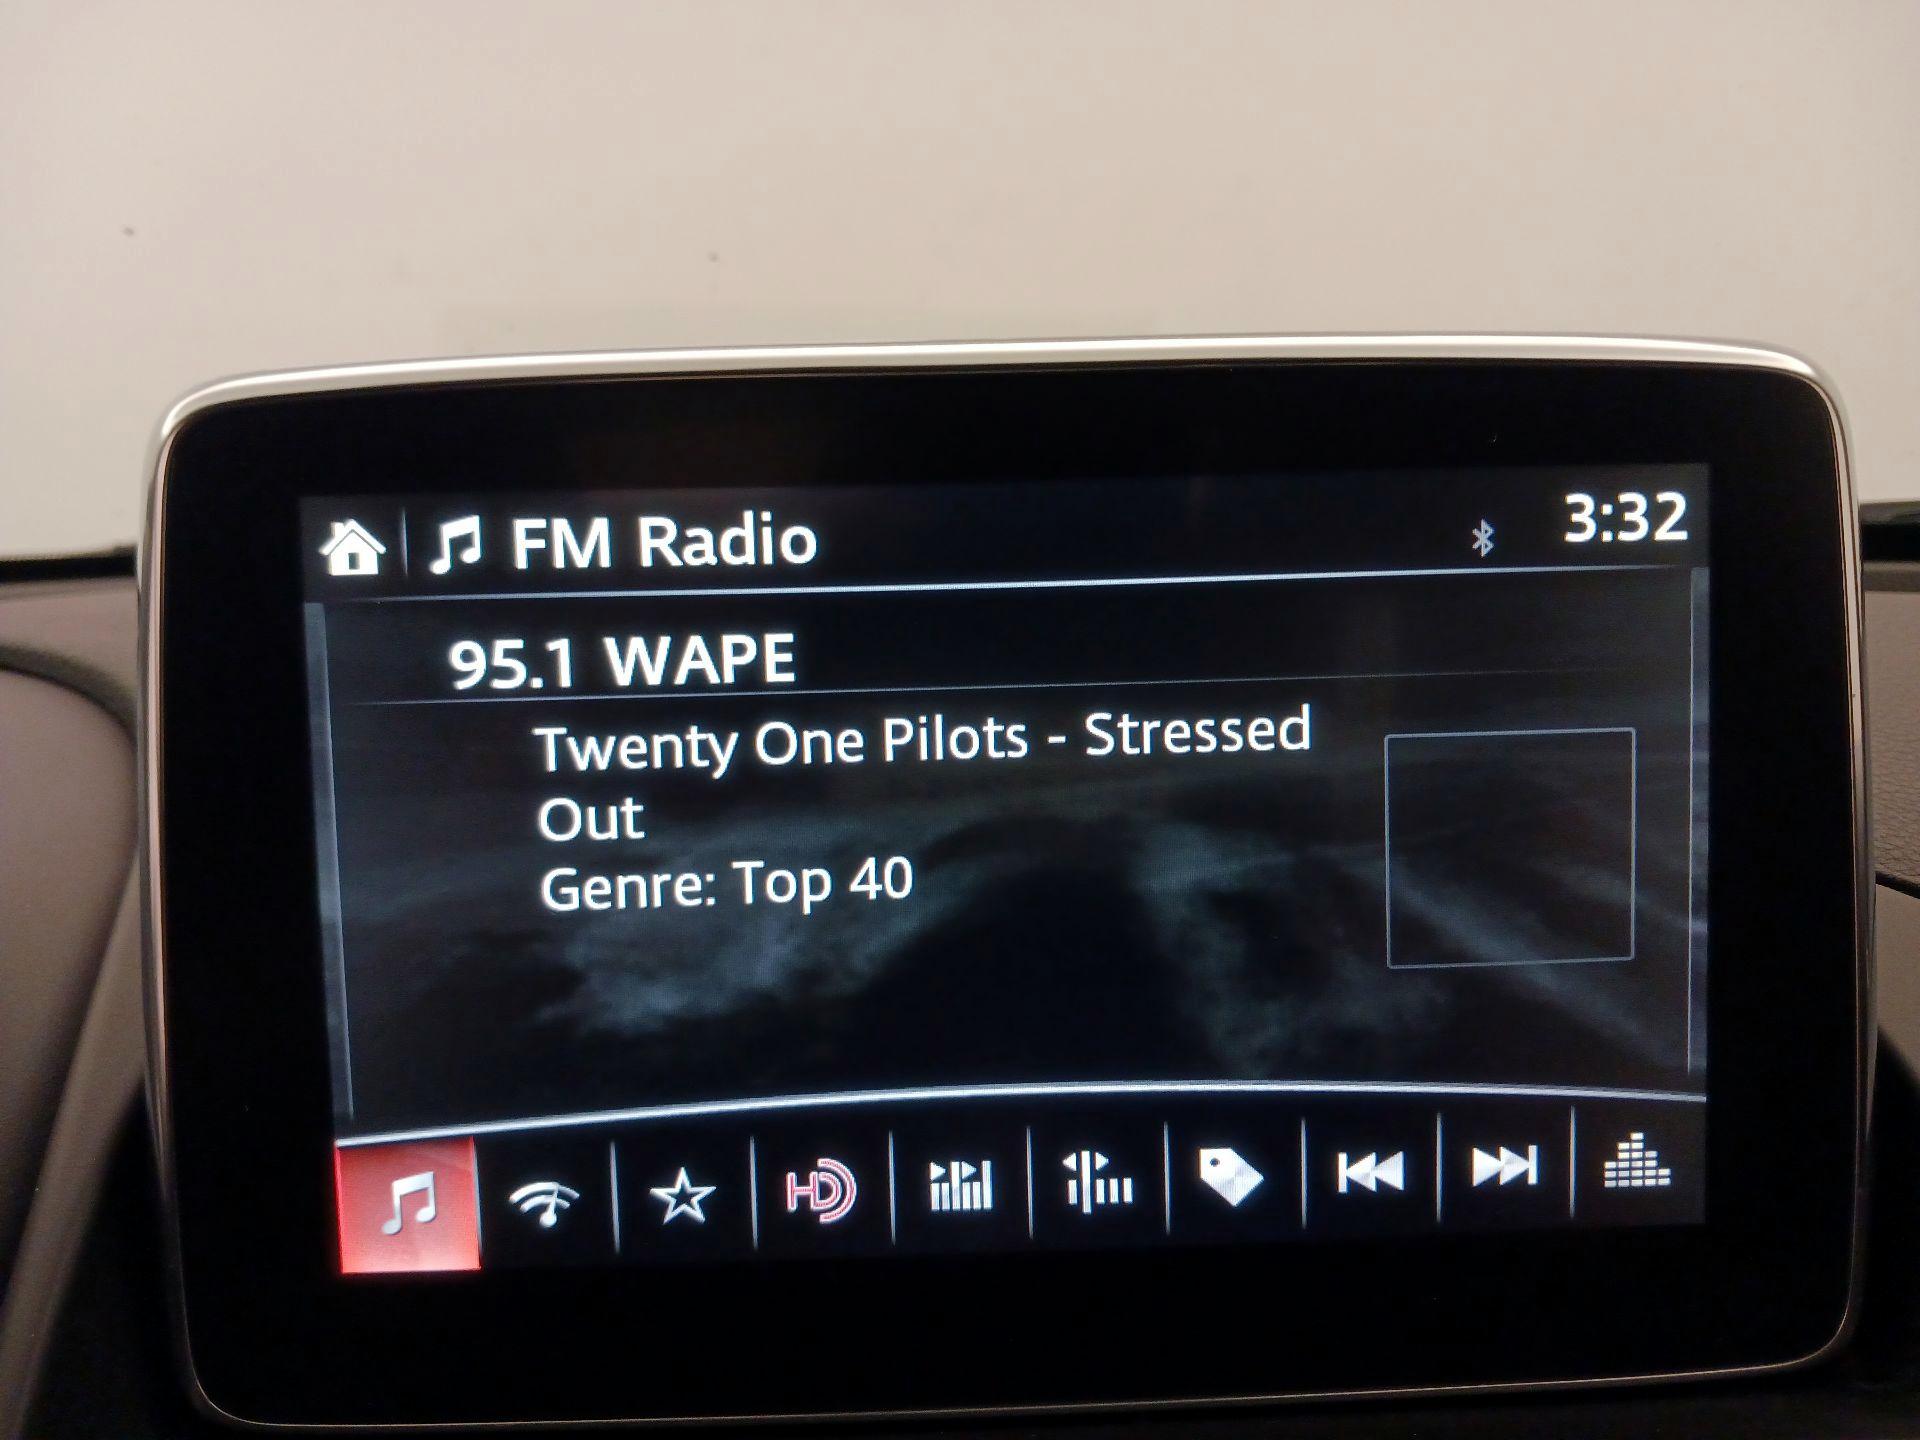 FM Radio
3:32
95.1 WAPE
Twenty One Pilots - Stressed
Out
Genre: Top 40
HD